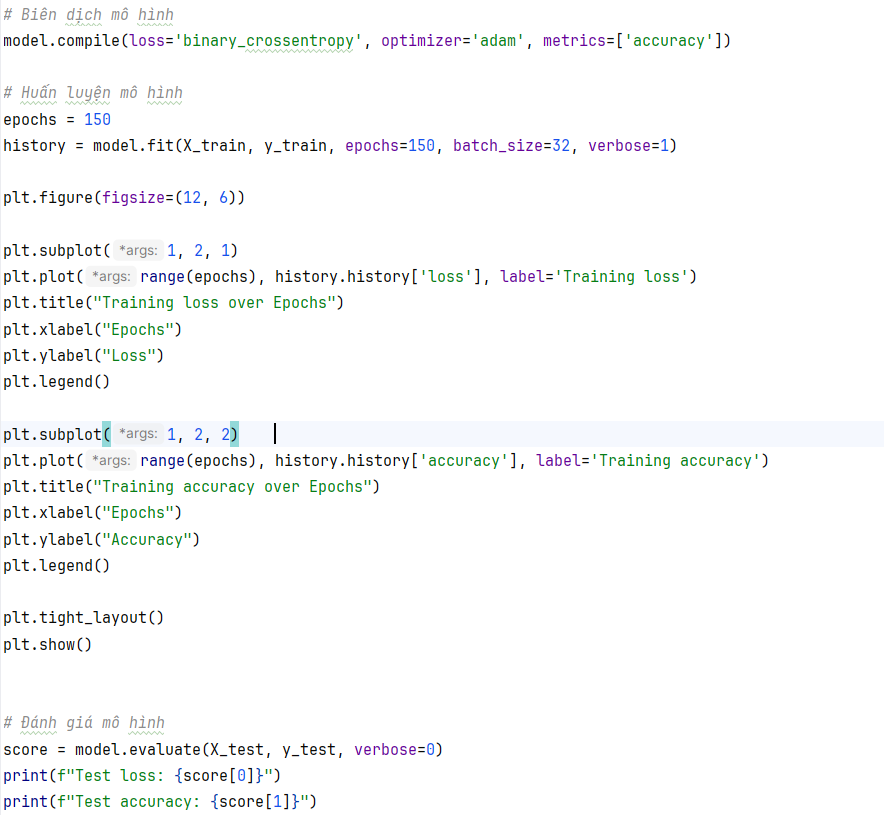 # Biên dịch mô hình
model.compile(loss='binary_crossentropy', optimizer='adam', metrics=['accuracy'])
# Huấn luyện mô hình
epochs = 150
history = model.fit(X_train, y_train, epochs=150, batch_size=32, verbose=1)
plt.figure(figsize=(12, 6))
plt.subplot( *args: 1, 2, 1)
plt.plot( *args: range(epochs), history.history['loss'], label='Training loss')
plt.title("Training loss over Epochs")
plt.xlabel("Epochs")
plt.ylabel("Loss")
plt.legend()
plt.subplot( *args: 1, 2, 2)
plt.plot( *args: range(epochs), history.history['accuracy'], label='Training accuracy')
plt.title("Training accuracy over Epochs")
plt.xlabel("Epochs")
plt.ylabel("Accuracy")
plt.legend()
plt.tight_layout()
plt.show()
# Đánh giá mô hình
score = model.evaluate(X_test, y_test, verbose=0)
print(f"Test loss: {score[0]}")
print(f"Test accuracy: {score[1]}")